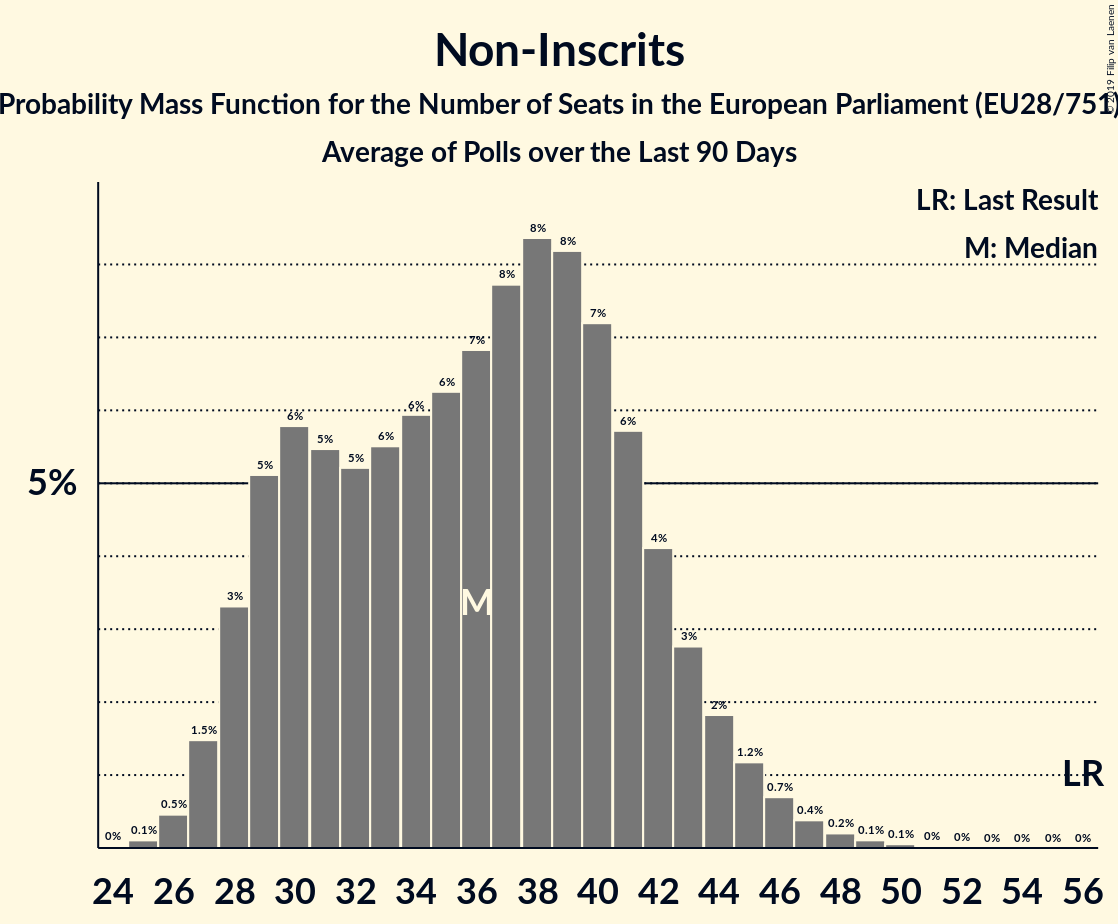 Non-Inscrits
Probability Mass Function for the Number of Seats in the European Parliament (EU28/751)
Average of Polls over the Last 90 Days
© 2019 Filip van Laenen
LR: Last Result
M: Median
5%
0% 0.1% 0.5% 1.5% 3% 5% 6% 5% 5% 6% 6% 6% 7% 8% 8% 8% 7% 6% 4% 3% 2% 1.2% 0.7% 0.4% 0.2% 0.1% 0.1% 0% 0% 0% 0% 0% 0%
M
LR
24 26 28 30 32 34 36 38 40 42 44 46 48 50 52 54 56